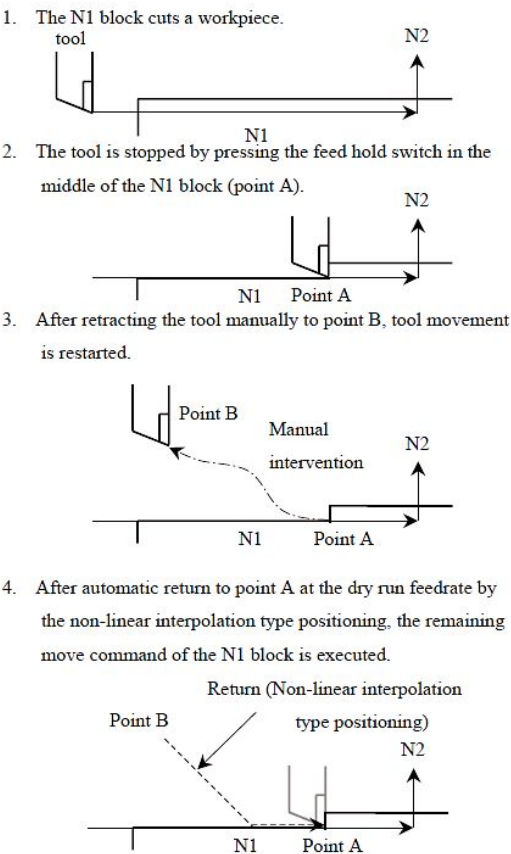 1. The N1 block cuts a workpiece.
tool
N2
N1
2. The tool is stopped by pressing the feed hold switch in the
middle of the N1 block (point A).
N2
N1 Point A
3. After retracting the tool manually to point B, tool movement
is restarted.
Point B
Manual
intervention
N2
N1 Point A
4. After automatic return to point A at the dry run feedrate by
the non-linear interpolation type positioning, the remaining
move command of the N1 block is executed.
Return (Non-linear interpolation
type positioning)
Point B
N2
N1 Point A